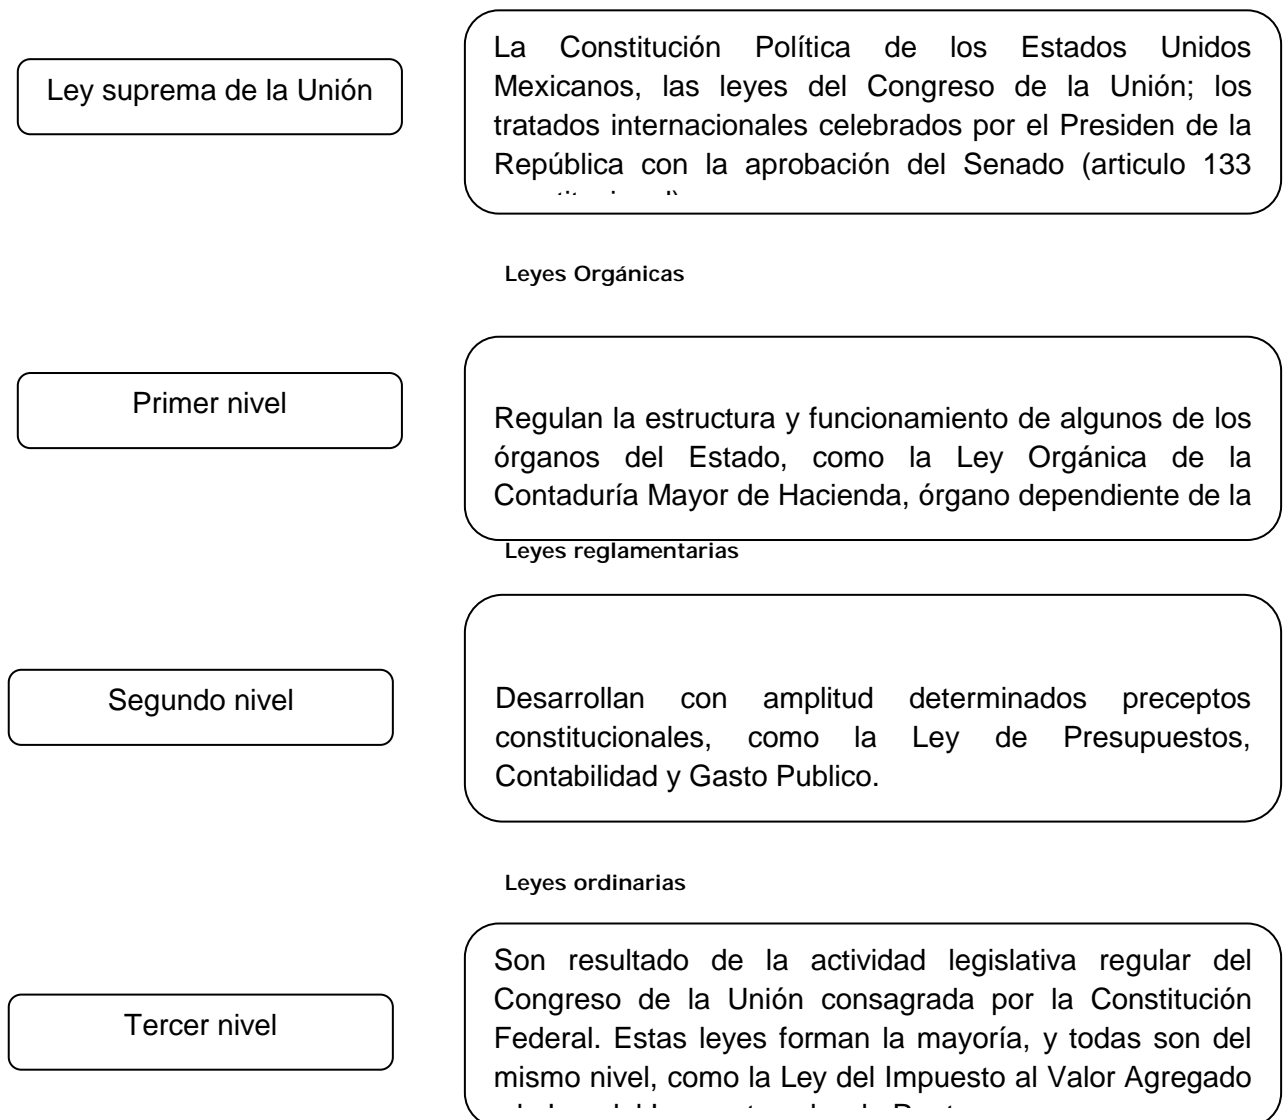 Ley suprema de la Unión
La Constitución Política de los Estados Unidos
Mexicanos, las leyes del Congreso de la Unión; los
tratados internacionales celebrados por el Presiden de la
República con la aprobación del Senado (articulo 133
Leyes Orgánicas
Primer nivel
Regulan la estructura y funcionamiento de algunos de los
órganos del Estado, como la Ley Orgánica de la
Contaduría Mayor de Hacienda, órgano dependiente de la
Leyes reglamentarias
Segundo nivel
Desarrollan con amplitud determinados preceptos
constitucionales, como la Ley de Presupuestos,
Contabilidad y Gasto Publico.
Leyes ordinarias
Tercer nivel
Son resultado de la actividad legislativa regular del
Congreso de la Unión consagrada por la Constitución
Federal. Estas leyes forman la mayoría, y todas son del
mismo nivel, como la Ley del Impuesto al Valor Agregado